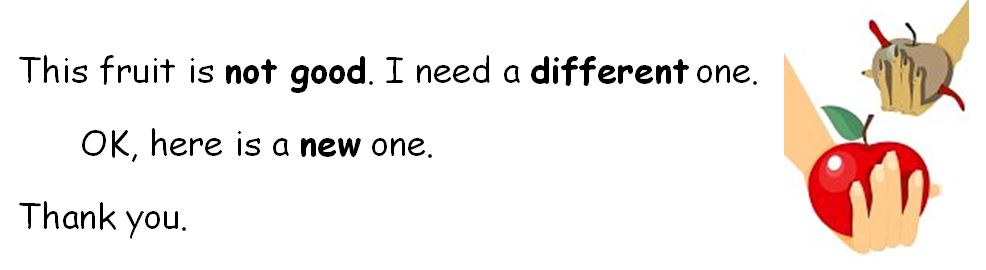 This fruit is not good. I need a different one.
OK, here is a new one.
Thank you.